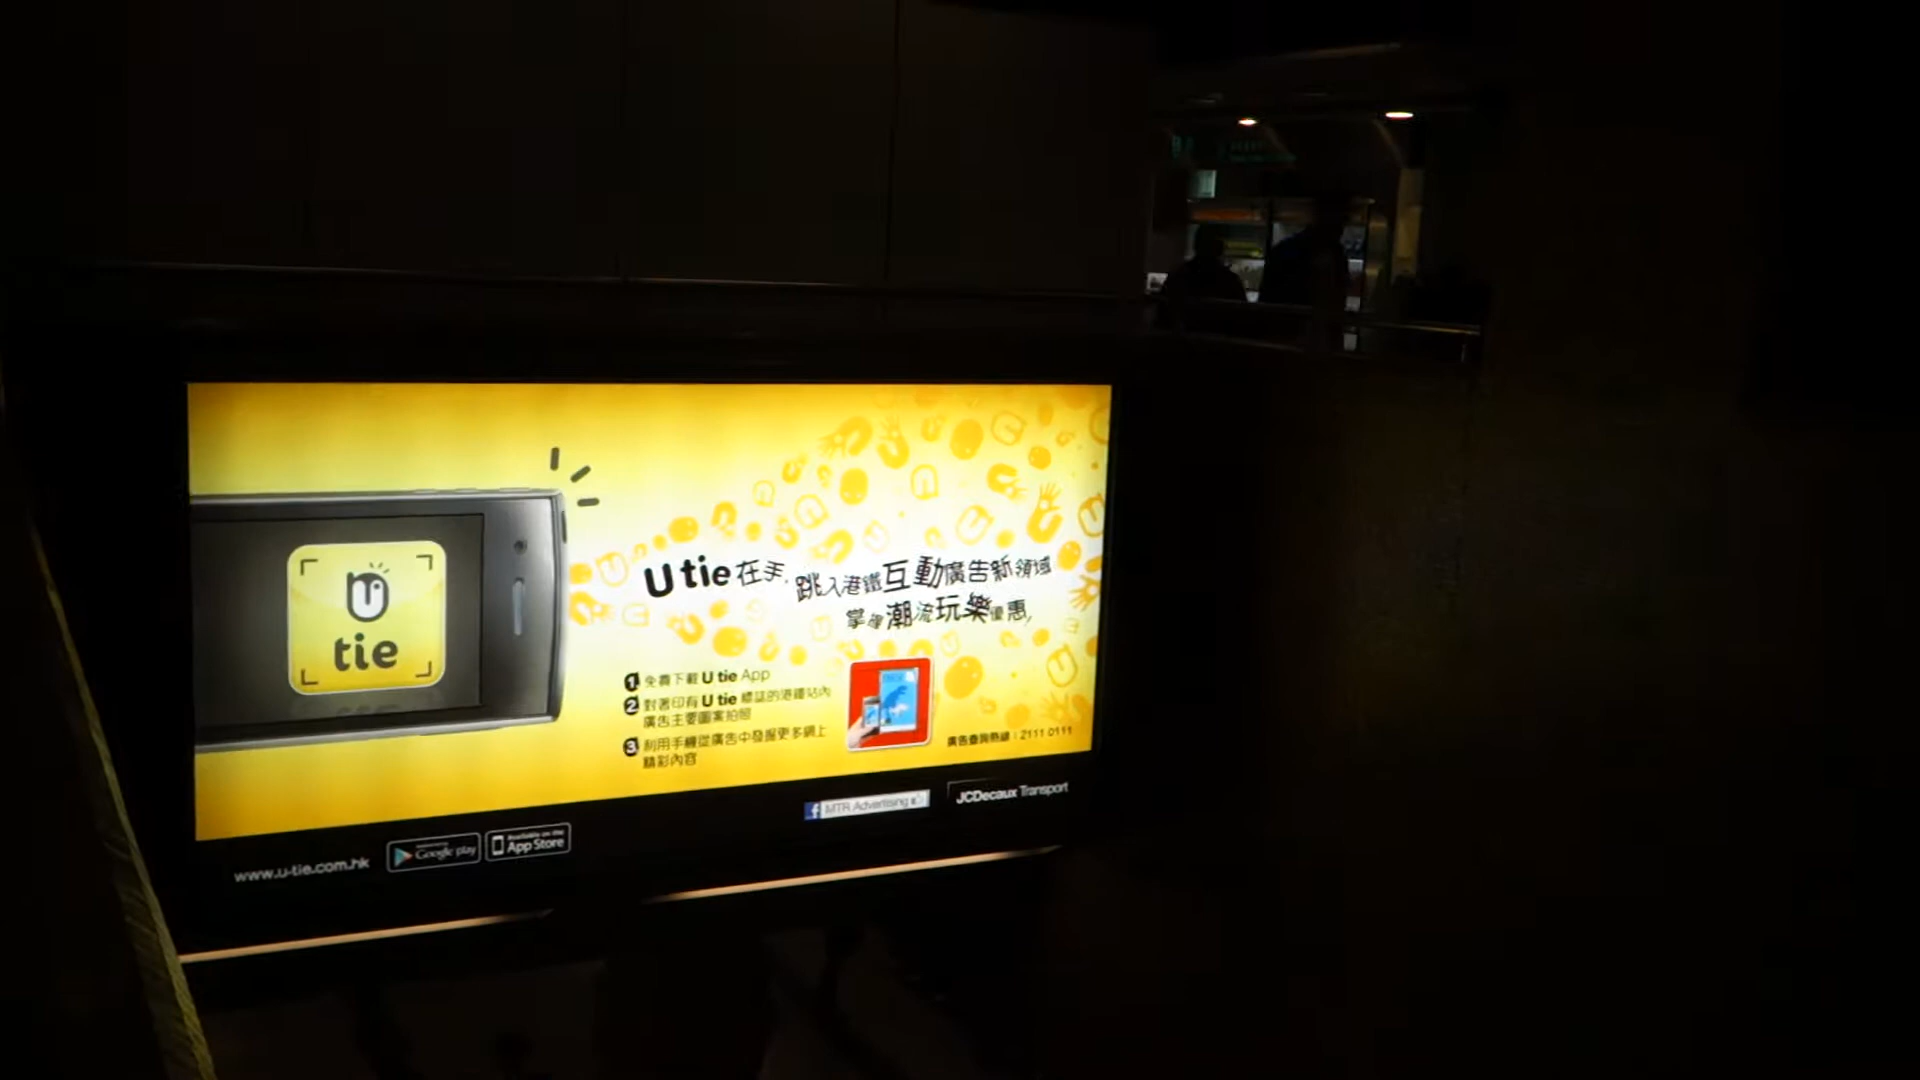 U
tie
U tie 在手,跳入港鐵互動廣告新領域
掌握潮流玩樂優惠
1 免費下載 U tie App
2 對著印有 U tie 標誌的港鐵站內
廣告主要圖案拍照
3 利用手機從廣告中發掘更多網上
精彩內容
廣告查詢熱線:2111 0111
MTR Advertising
JCDecaux Transport
www.u-tie.com.hk
Google play
Available on the
App Store